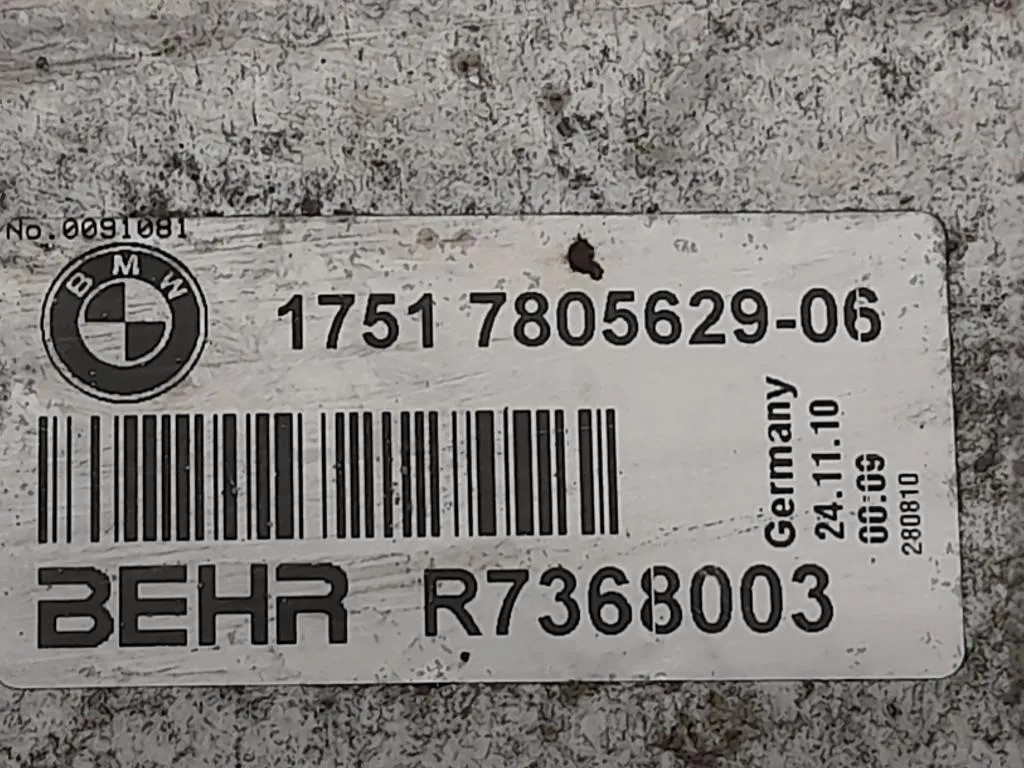 No.0091081
BMW
1751 7805629-06
Germany
24.11.10
00:09
280810
BEHR R7368003